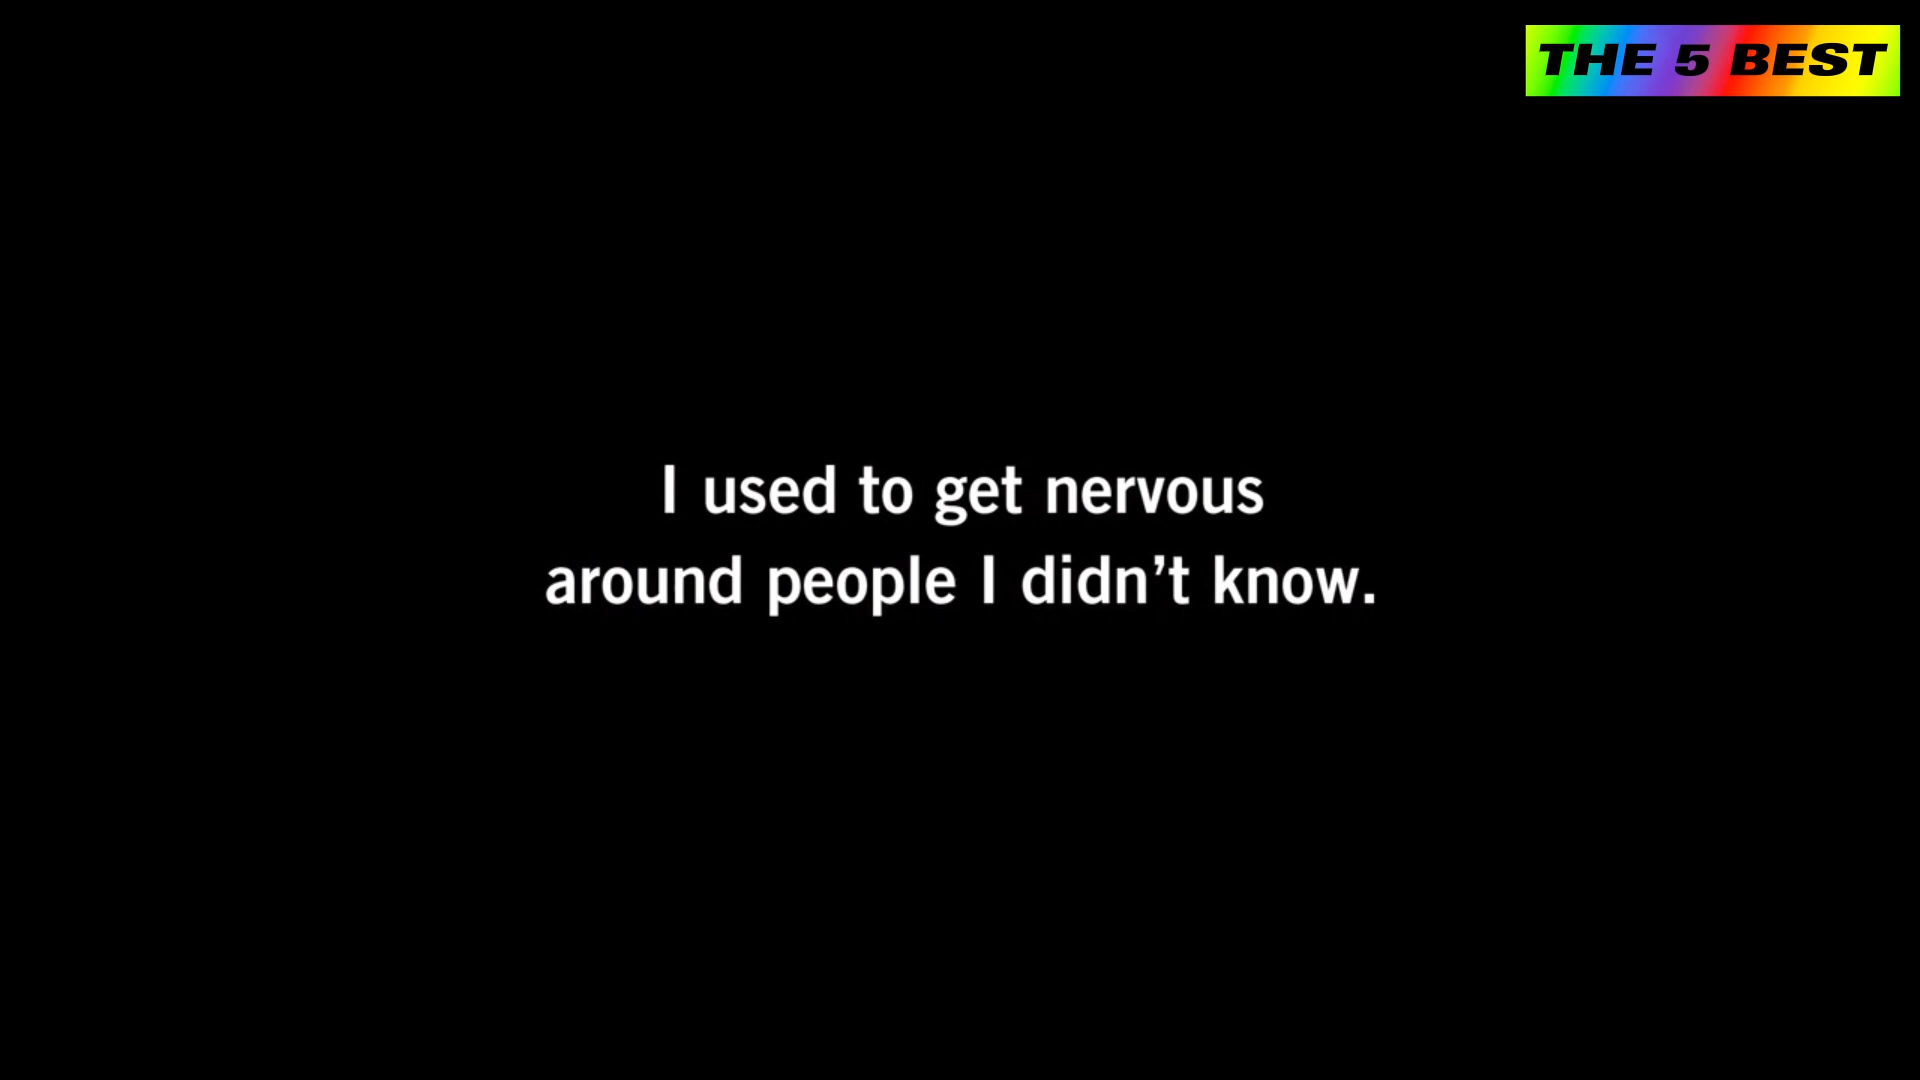 THE 5 BEST
I used to get nervous
around people I didn’t know.